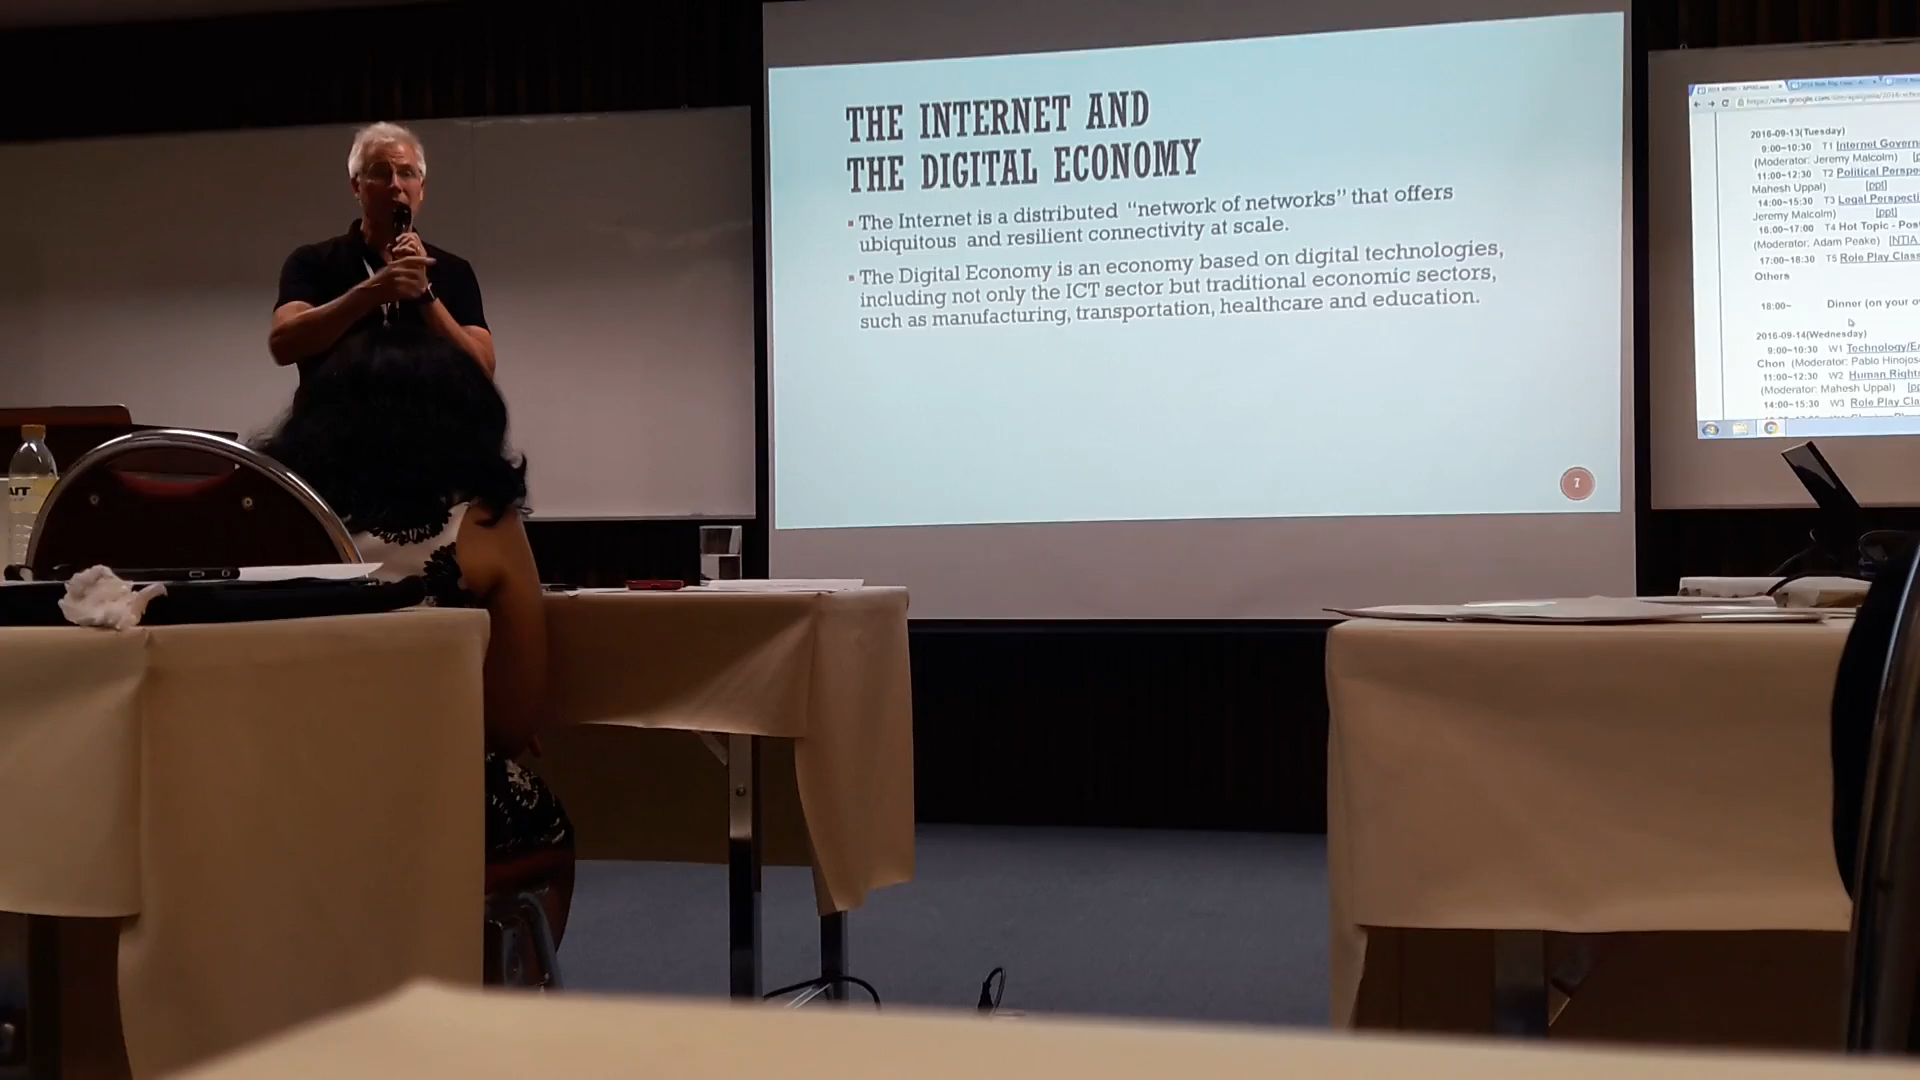 THE INTERNET AND
THE DIGITAL ECONOMY
▪ The Internet is a distributed “network of networks” that offers
ubiquitous and resilient connectivity at scale.
▪ The Digital Economy is an economy based on digital technologies,
including not only the ICT sector but traditional economic sectors,
such as manufacturing, transportation, healthcare and education.
7
2016-09-13(Tuesday)
9:00~10:30 T1 Internet Govern
(Moderator: Jeremy Malcolm)
11:00~12:30 T2 Political Perspe
Mahesh Uppal) [ppt]
14:00~15:30 T3 Legal Perspecti
Jeremy Malcolm) [ppt]
16:00~17:00 T4 Hot Topic - Pos
(Moderator: Adam Peake) [NTIA
17:00~18:30 T5 Role Play Clas
Others
18:00~ Dinner (on your o
2016-09-14(Wednesday)
9:00~10:30 W1 Technology/E
Chon (Moderator: Pablo Hinojos
11:00~12:30 W2 Human Rights
(Moderator: Mahesh Uppal) [pp
14:00~15:30 W3 Role Play Cla
AIT